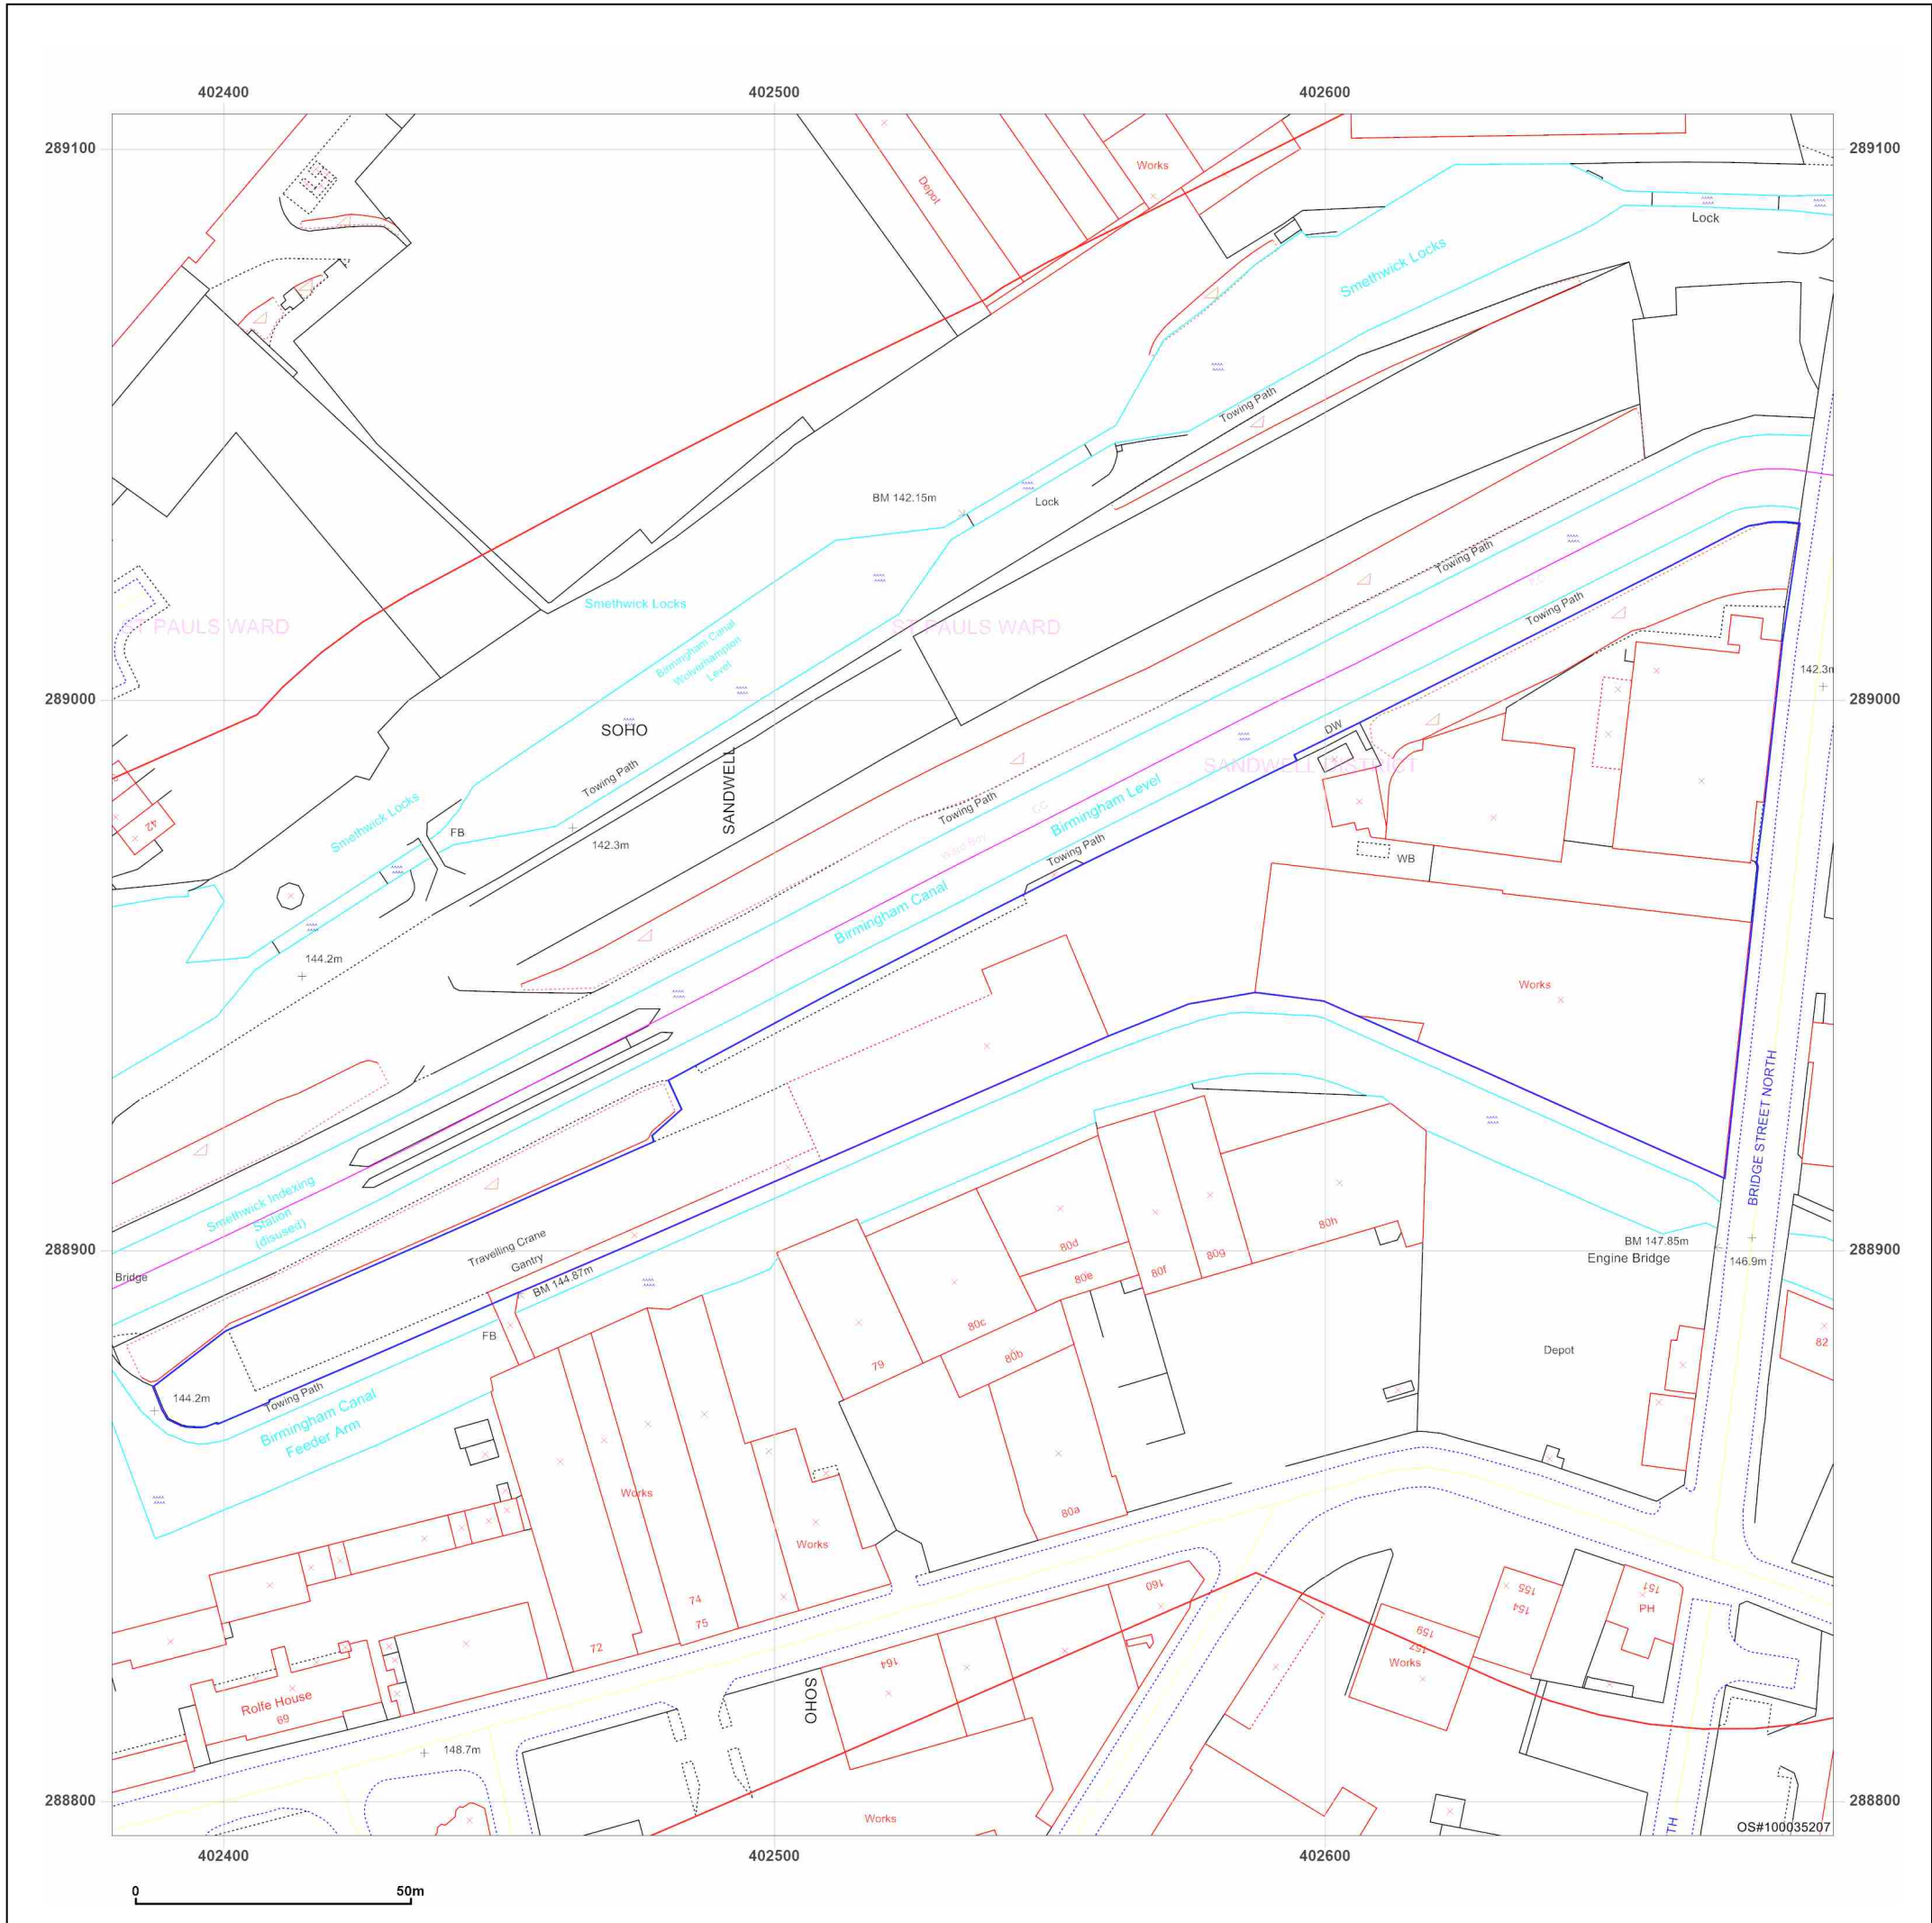 402400
402500
402600
289100
289100
Depot
Works
Smethwick Locks
Lock
Towing Path
BM 142.15m
Lock
Smethwick Locks
ST PAULS WARD
ST PAULS WARD
Birmingham Canal
Wolverhampton
Level
Towing Path
Towing Path
142.3m
289000
289000
SOHO
SANDWELL
DW
SANDWELL DISTRICT
Towing Path
Smethwick Locks
FB
142.3m
42
Towing Path
CG
Ward Bdy
Birmingham Level
Towing Path
WB
Birmingham Canal
144.2m
Works
BRIDGE STREET NORTH
Smethwick Indexing
Station
(disused)
288900
288900
Bridge
Travelling Crane
Gantry
BM 144.87m
FB
80d
80e
80f
80g
80h
80c
80b
79
BM 147.85m
Engine Bridge
146.9m
82
Depot
144.2m
Towing Path
Birmingham Canal
Feeder Arm
Works
Works
80a
74
75
72
160
164
SOHO
159
157
Works
155
154
151
PH
Rolfe House
69
148.7m
288800
288800
Works
TH
OS#100035207
402400
402500
402600
0
50m